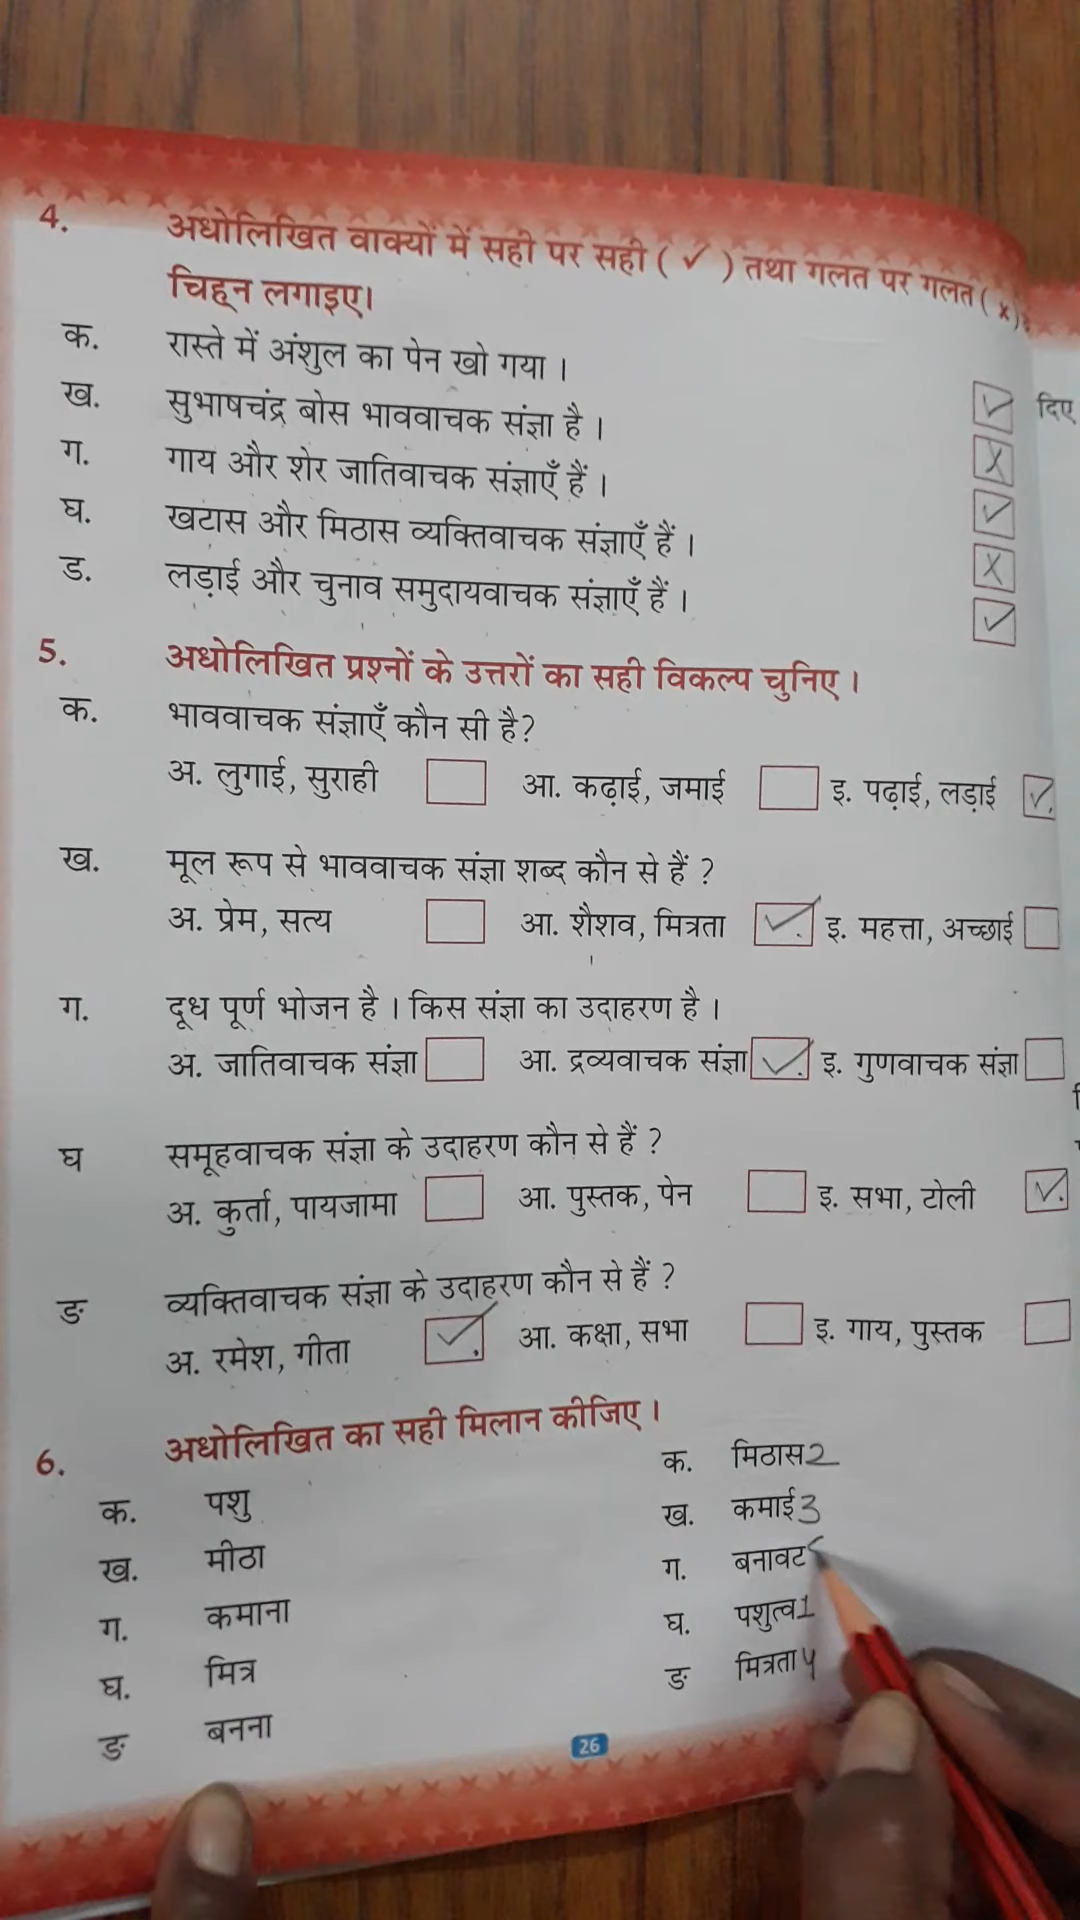 4. अधोलिखित वाक्यों में सही पर सही ( ✓ ) तथा गलत पर गलत ( x )
चिह्न लगाइए।
क. रास्ते में अंशुल का पेन खो गया । ✓
ख. सुभाषचंद्र बोस भाववाचक संज्ञा है । X
ग. गाय और शेर जातिवाचक संज्ञाएँ हैं । ✓
घ. खटास और मिठास व्यक्तिवाचक संज्ञाएँ हैं । X
ड. लड़ाई और चुनाव समुदायवाचक संज्ञाएँ हैं । ✓
दिए
5. अधोलिखित प्रश्नों के उत्तरों का सही विकल्प चुनिए ।
क. भाववाचक संज्ञाएँ कौन सी है?
अ. लुगाई, सुराही आ. कढ़ाई, जमाई इ. पढ़ाई, लड़ाई ✓
ख. मूल रूप से भाववाचक संज्ञा शब्द कौन से हैं ?
अ. प्रेम, सत्य आ. शैशव, मित्रता ✓ इ. महत्ता, अच्छाई
ग. दूध पूर्ण भोजन है । किस संज्ञा का उदाहरण है ।
अ. जातिवाचक संज्ञा आ. द्रव्यवाचक संज्ञा ✓ इ. गुणवाचक संज्ञा
घ समूहवाचक संज्ञा के उदाहरण कौन से हैं ?
अ. कुर्ता, पायजामा आ. पुस्तक, पेन इ. सभा, टोली ✓
ङ व्यक्तिवाचक संज्ञा के उदाहरण कौन से हैं ?
अ. रमेश, गीता ✓ आ. कक्षा, सभा इ. गाय, पुस्तक
6. अधोलिखित का सही मिलान कीजिए ।
क. पशु क. मिठास 2
ख. मीठा ख. कमाई 3
ग. कमाना ग. बनावट
घ. मित्र घ. पशुत्व 1
ङ बनना ङ मित्रता 4
26